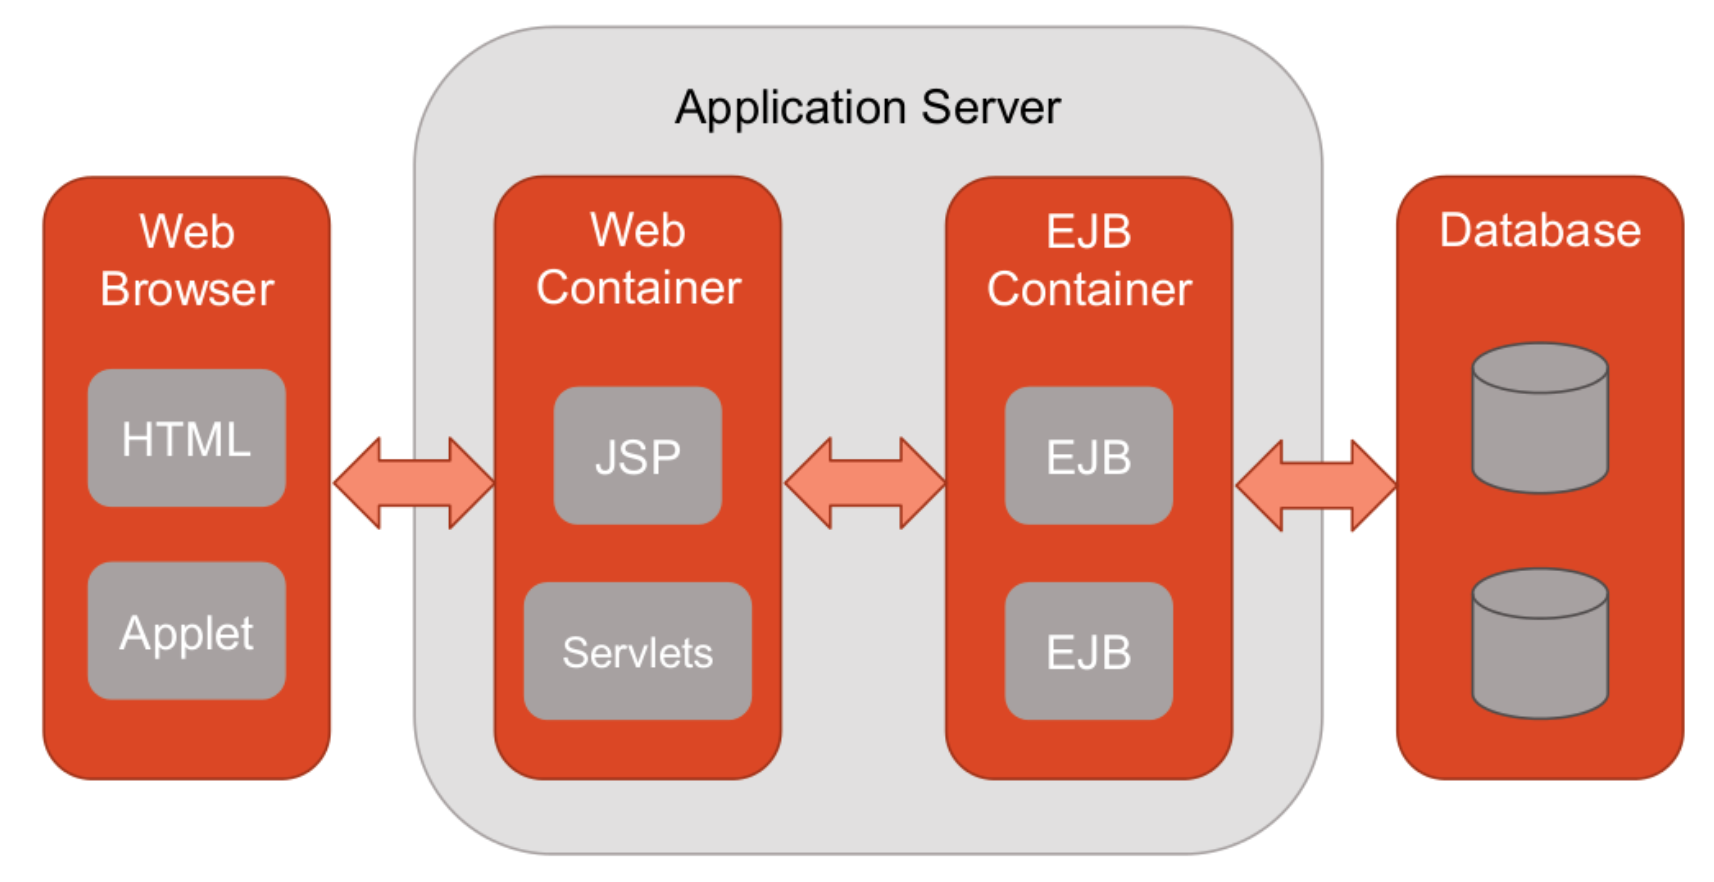 Application Server
Web
Browser
HTML
Applet
Web
Container
JSP
Servlets
EJB
Container
EJB
EJB
Database